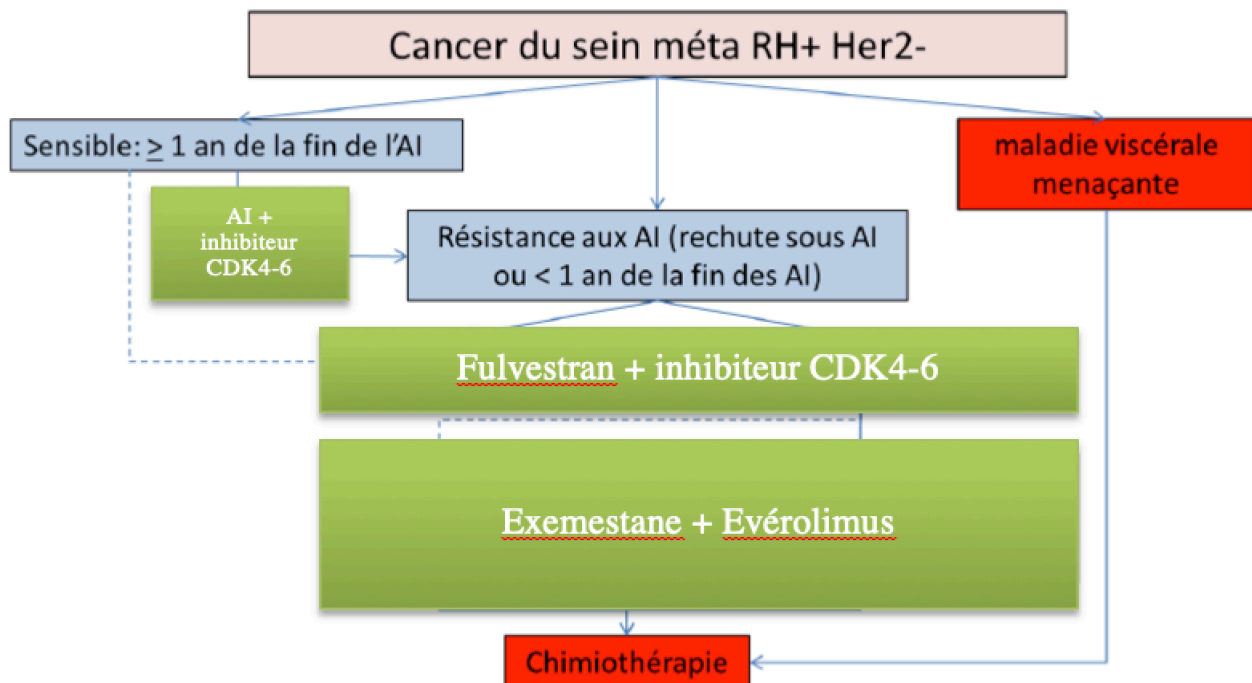 Cancer du sein méta RH+ Her2-
Sensible: ≥ 1 an de la fin de l'AI
maladie viscérale
menaçante
AI +
inhibiteur
CDK4-6
Résistance aux AI (rechute sous AI
ou < 1 an de la fin des AI)
Fulvestran + inhibiteur CDK4-6
Exemestane + Evérolimus
Chimiothérapie